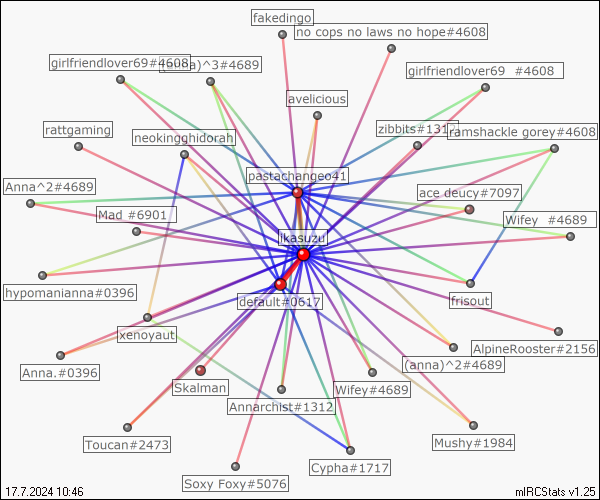 fakedingo
no cops no laws no hope#4608
girlfriendlover69#4608
)^3#4689
girlfriendlover69 #4608
avelicious
rattgaming
neokingghidorah
zibbits#131
ramshackle gorey#4608
pastachangeo41
Anna^2#4689
ace deucy#7097
Mad #6901
Wifey #4689
ikasuzu
hypomanianna#0396
default#0617
frisout
xenoyaut
AlpineRooster#2156
(anna)^2#4689
Anna.#0396
Skalman
Wifey#4689
Annarchist#1312
Toucan#2473
Mushy#1984
Cypha#1717
Soxy Foxy#5076
17.7.2024 10:46
mIRCStats v1.25